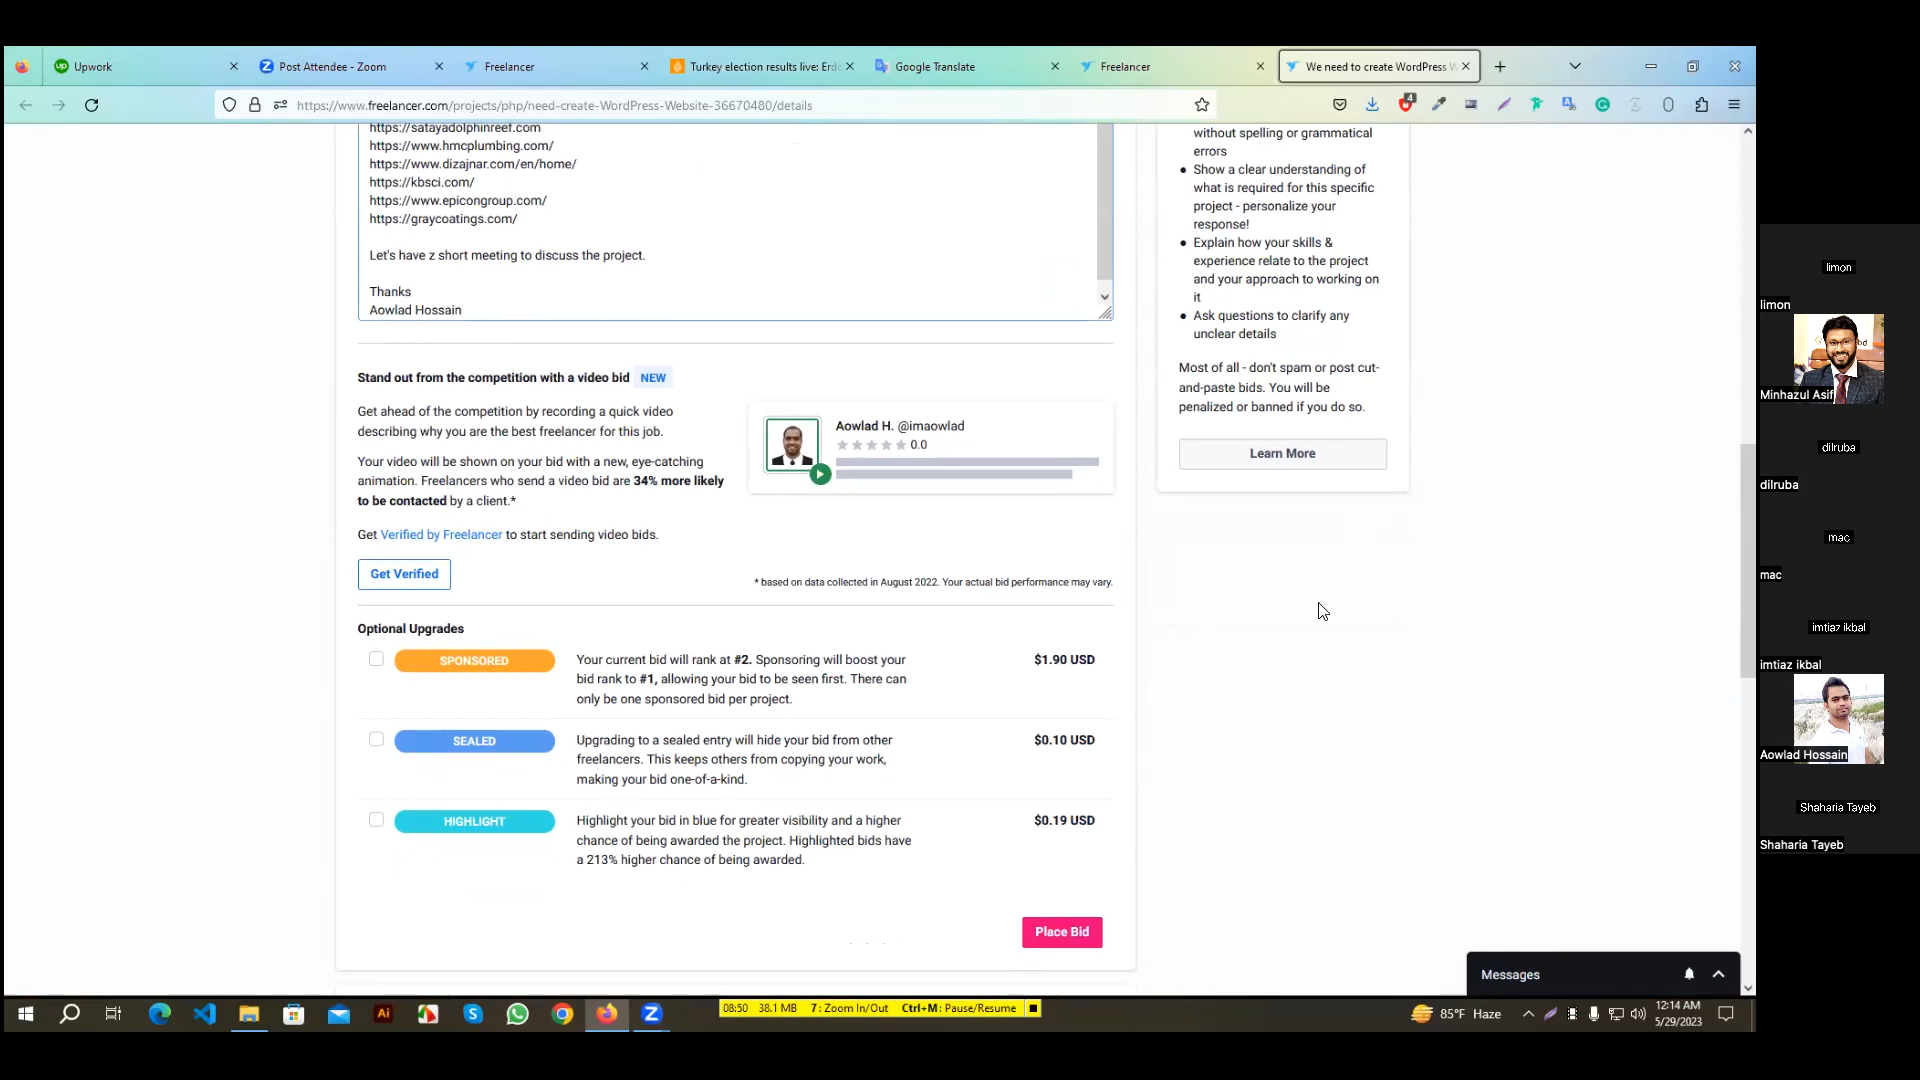 Upwork
Post Attendee - Zoom
Freelancer
Turkey election results live: Erdo
Google Translate
Freelancer
We need to create WordPress W
https://www.freelancer.com/projects/php/need-create-WordPress-Website-36670480/details
4
https://satayadolphinreef.com
https://www.hmcplumbing.com/
https://www.dizajnar.com/en/home/
https://kbsci.com/
https://www.epicongroup.com/
https://graycoatings.com/
Let's have z short meeting to discuss the project.
Thanks
Aowlad Hossain
Stand out from the competition with a video bid NEW
Get ahead of the competition by recording a quick video
describing why you are the best freelancer for this job.
Your video will be shown on your bid with a new, eye-catching
animation. Freelancers who send a video bid are 34% more likely
to be contacted by a client.*
Get Verified by Freelancer to start sending video bids.
Get Verified
Aowlad H. @imaowlad
0.0
* based on data collected in August 2022. Your actual bid performance may vary.
Optional Upgrades
SPONSORED
Your current bid will rank at #2. Sponsoring will boost your
bid rank to #1, allowing your bid to be seen first. There can
only be one sponsored bid per project.
$1.90 USD
SEALED
Upgrading to a sealed entry will hide your bid from other
freelancers. This keeps others from copying your work,
making your bid one-of-a-kind.
$0.10 USD
HIGHLIGHT
Highlight your bid in blue for greater visibility and a higher
chance of being awarded the project. Highlighted bids have
a 213% higher chance of being awarded.
$0.19 USD
Place Bid
without spelling or grammatical
errors
Show a clear understanding of
what is required for this specific
project - personalize your
response!
Explain how your skills &
experience relate to the project
and your approach to working on
it
Ask questions to clarify any
unclear details
Most of all - don't spam or post cut-
and-paste bids. You will be
penalized or banned if you do so.
Learn More
Messages
limon
limon
Minhazul Asif
dilruba
dilruba
mac
mac
imtiaz ikbal
imtiaz ikbal
Aowlad Hossain
Shaharia Tayeb
Shaharia Tayeb
08:50 38.1 MB 7: Zoom In/Out Ctrl+M: Pause/Resume
85°F Haze
12:14 AM
5/29/2023